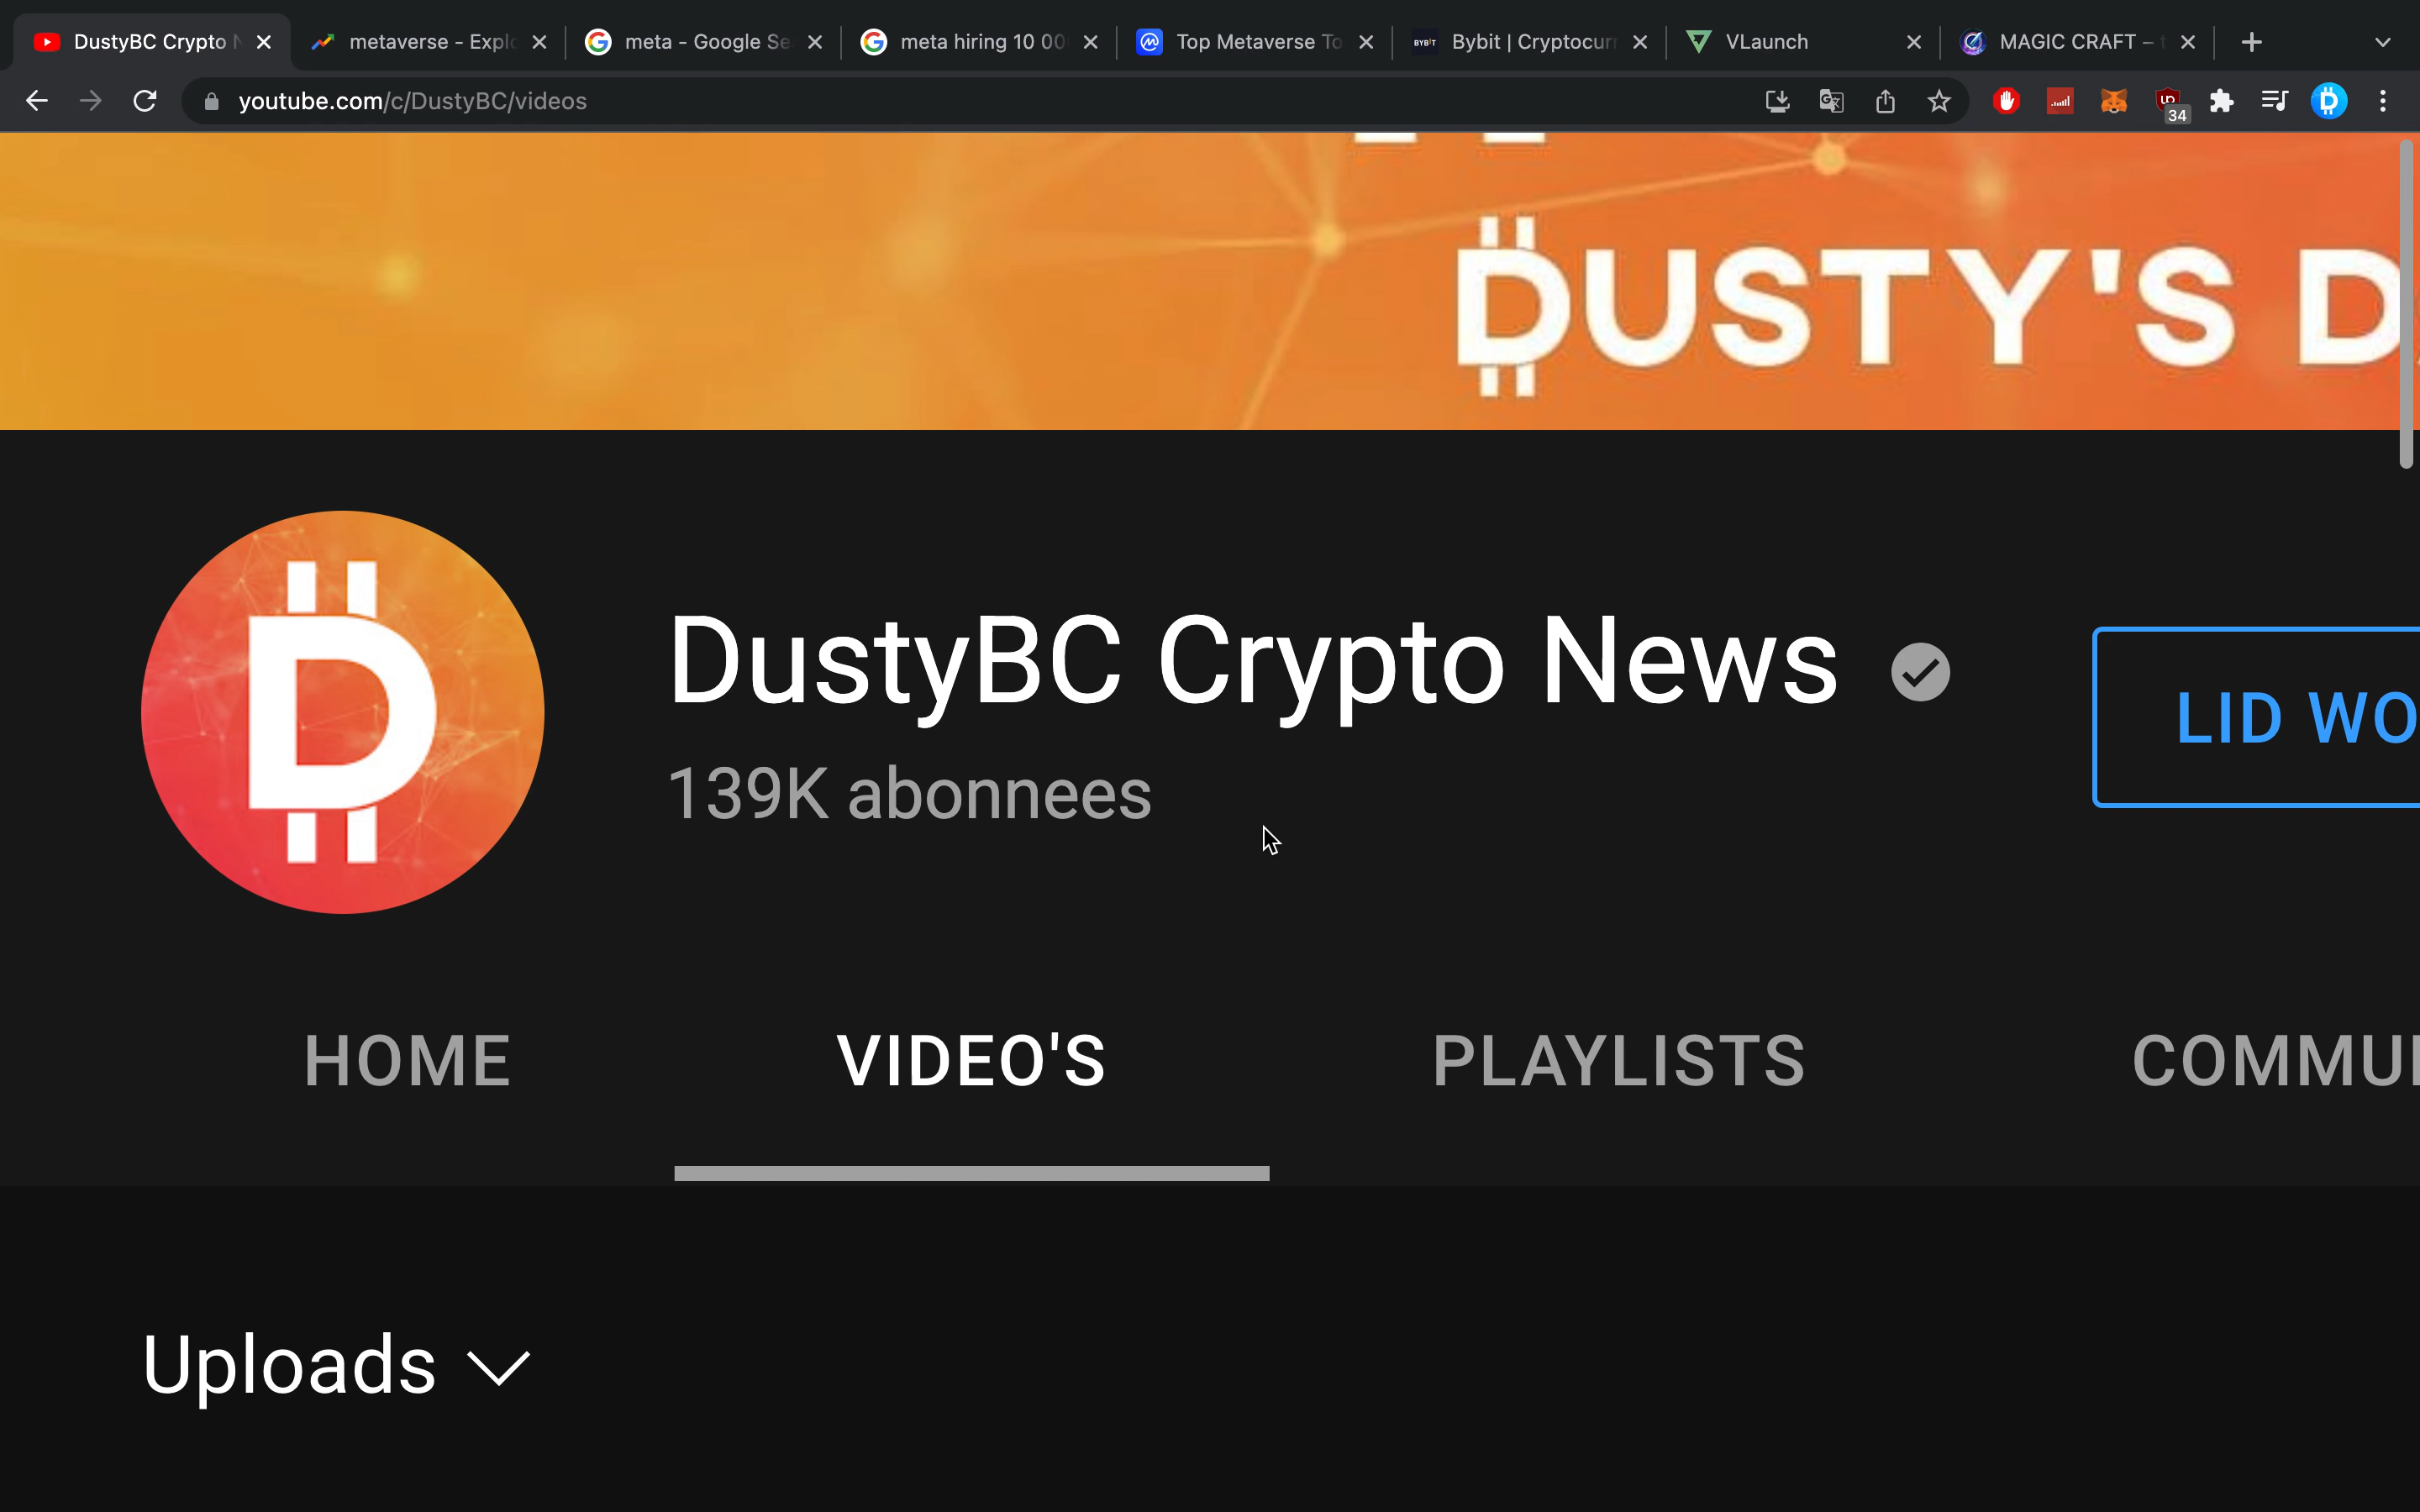 DustyBC Crypto
metaverse - Expl
meta - Google Se
meta hiring 10 00
Top Metaverse To
BYBIT
Bybit | Cryptocur
VLaunch
MAGIC CRAFT –
youtube.com/c/DustyBC/videos
34
DUSTY'S D
DustyBC Crypto News
139K abonnees
LID WO
HOME
VIDEO'S
PLAYLISTS
COMMU
Uploads